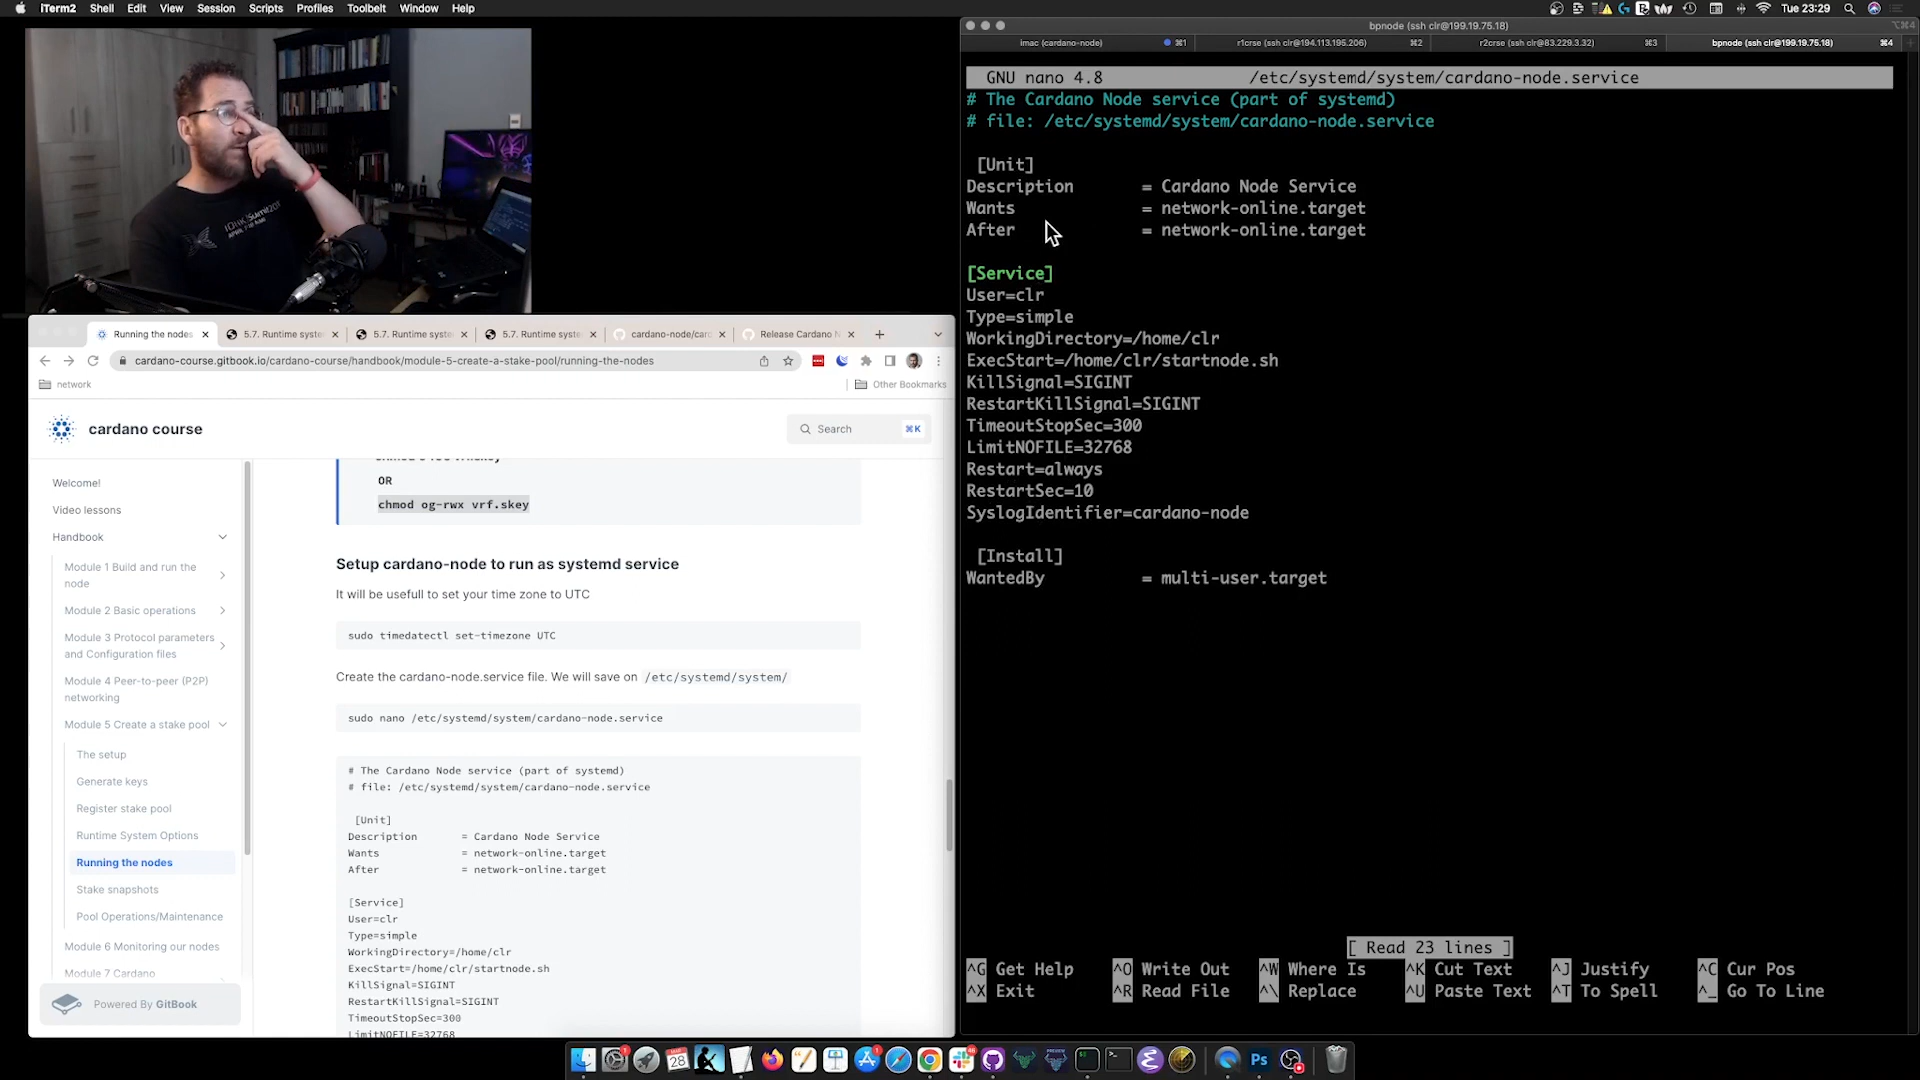 iTerm2 Shell Edit View Session Scripts Profiles Toolbelt Window Help
Tue 23:29
bpnode (ssh clr@199.19.75.18)
⌥⌘4
imac (cardano-node) ⌘1 r1crse (ssh clr@194.113.195.206) ⌘2 r2crse (ssh clr@83.229.3.32) ⌘3 bpnode (ssh clr@199.19.75.18) ⌘4
GNU nano 4.8 /etc/systemd/system/cardano-node.service
# The Cardano Node service (part of systemd)
# file: /etc/systemd/system/cardano-node.service
[Unit]
Description = Cardano Node Service
Wants = network-online.target
After = network-online.target
[Service]
User=clr
Type=simple
WorkingDirectory=/home/clr
ExecStart=/home/clr/startnode.sh
KillSignal=SIGINT
RestartKillSignal=SIGINT
TimeoutStopSec=300
LimitNOFILE=32768
Restart=always
RestartSec=10
SyslogIdentifier=cardano-node
[Install]
WantedBy = multi-user.target
[ Read 23 lines ]
^G Get Help ^O Write Out ^W Where Is ^K Cut Text ^J Justify ^C Cur Pos
^X Exit ^R Read File ^\ Replace ^U Paste Text ^T To Spell ^_ Go To Line
Running the nodes 5.7. Runtime syste 5.7. Runtime syste 5.7. Runtime syste cardano-node/card Release Cardano N
cardano-course.gitbook.io/cardano-course/handbook/module-5-create-a-stake-pool/running-the-nodes
network Other Bookmarks
cardano course
Search ⌘K
Welcome!
Video lessons
Handbook
Module 1 Build and run the
node
Module 2 Basic operations
Module 3 Protocol parameters
and Configuration files
Module 4 Peer-to-peer (P2P)
networking
Module 5 Create a stake pool
The setup
Generate keys
Register stake pool
Runtime System Options
Running the nodes
Stake snapshots
Pool Operations/Maintenance
Module 6 Monitoring our nodes
Module 7 Cardano
Powered By GitBook
OR
chmod og-rwx vrf.skey
Setup cardano-node to run as systemd service
It will be usefull to set your time zone to UTC
sudo timedatectl set-timezone UTC
Create the cardano-node.service file. We will save on /etc/systemd/system/
sudo nano /etc/systemd/system/cardano-node.service
# The Cardano Node service (part of systemd)
# file: /etc/systemd/system/cardano-node.service
[Unit]
Description = Cardano Node Service
Wants = network-online.target
After = network-online.target
[Service]
User=clr
Type=simple
WorkingDirectory=/home/clr
ExecStart=/home/clr/startnode.sh
KillSignal=SIGINT
RestartKillSignal=SIGINT
TimeoutStopSec=300
LimitNOFILE=32768